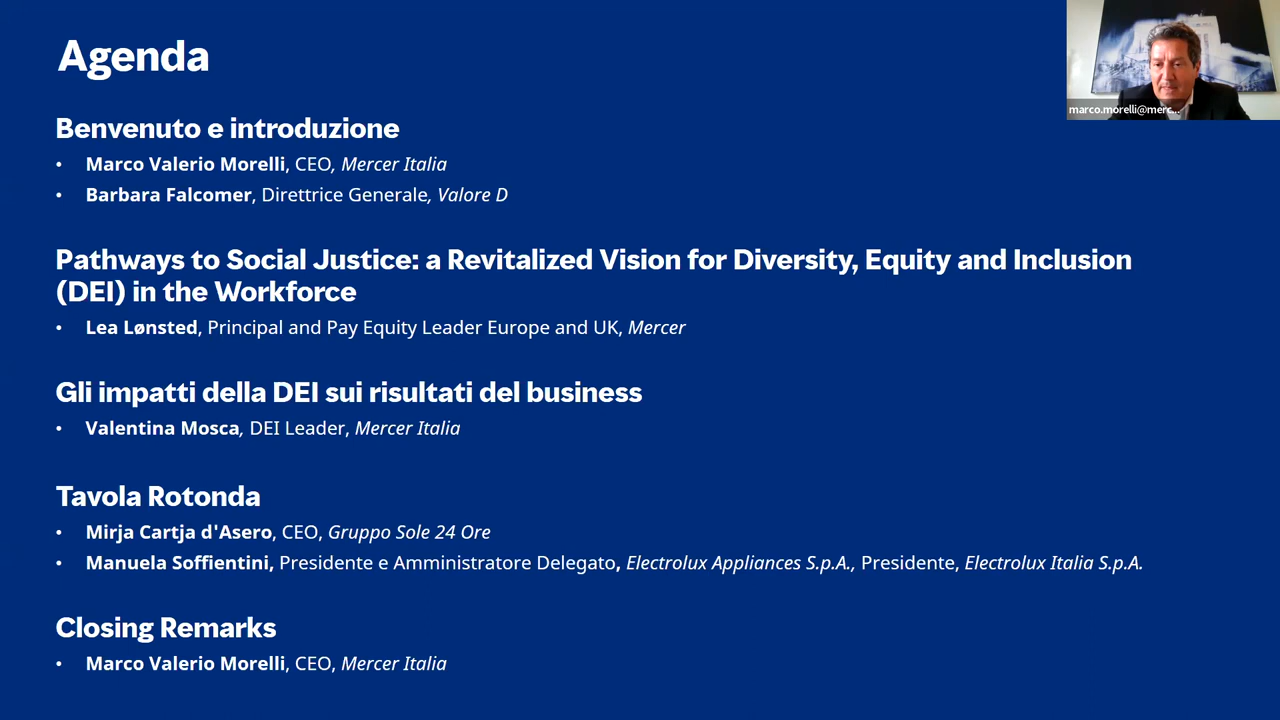 Agenda
marco.morelli@merc...
Benvenuto e introduzione
• Marco Valerio Morelli, CEO, Mercer Italia
• Barbara Falcomer, Direttrice Generale, Valore D
Pathways to Social Justice: a Revitalized Vision for Diversity, Equity and Inclusion
(DEI) in the Workforce
• Lea Lønsted, Principal and Pay Equity Leader Europe and UK, Mercer
Gli impatti della DEI sui risultati del business
• Valentina Mosca, DEI Leader, Mercer Italia
Tavola Rotonda
• Mirja Cartja d'Asero, CEO, Gruppo Sole 24 Ore
• Manuela Soffientini, Presidente e Amministratore Delegato, Electrolux Appliances S.p.A., Presidente, Electrolux Italia S.p.A.
Closing Remarks
• Marco Valerio Morelli, CEO, Mercer Italia